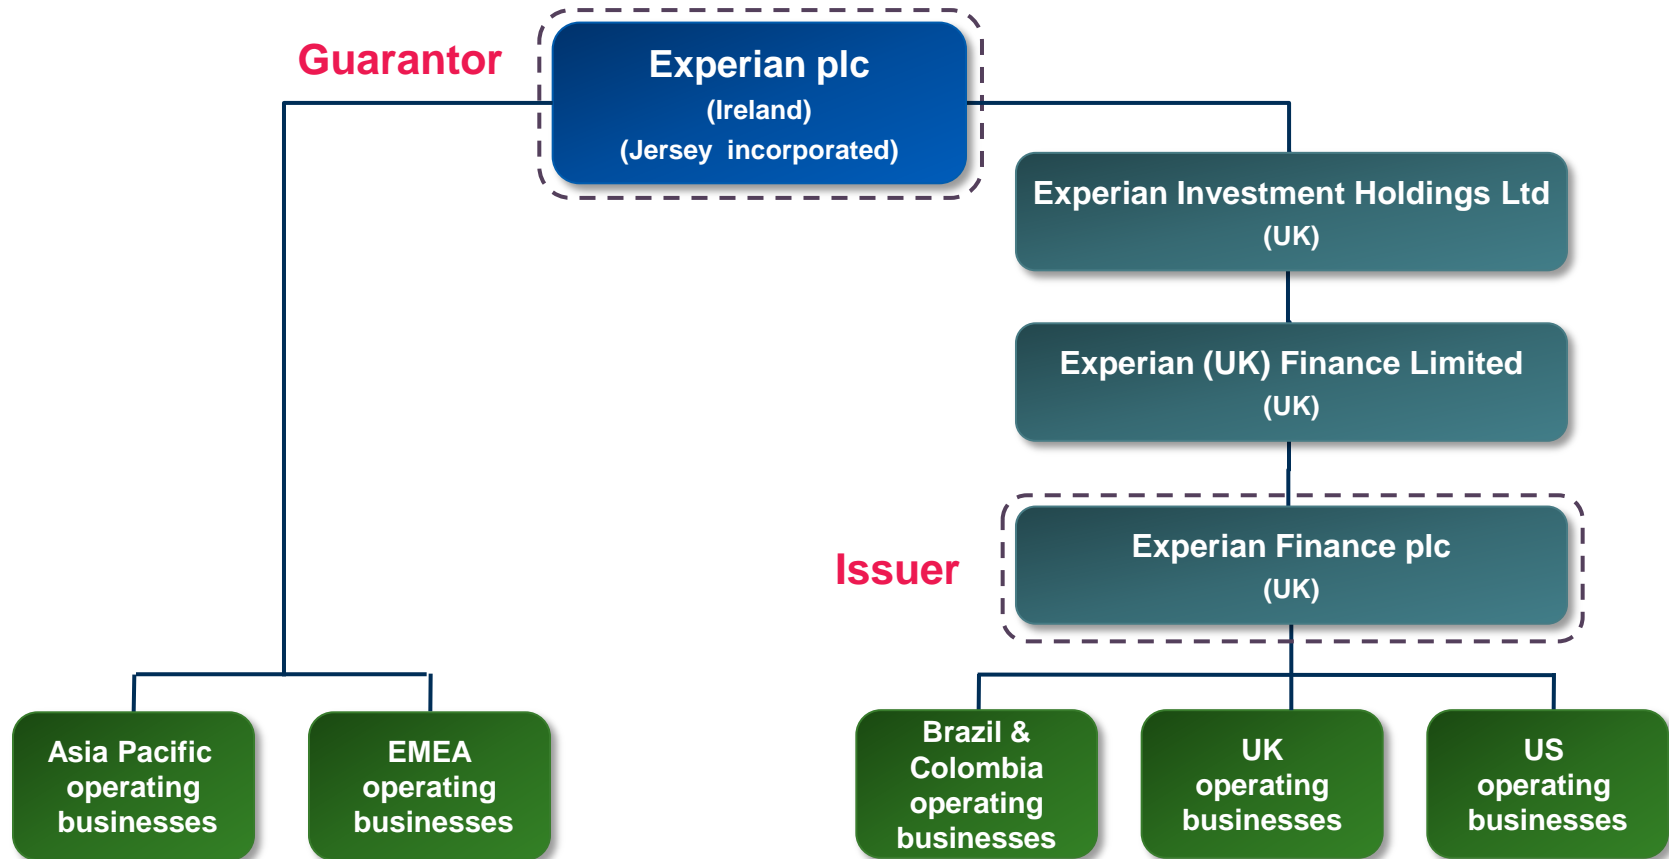 Guarantor
Experian plc
(Ireland)
(Jersey incorporated)
Experian Investment Holdings Ltd
(UK)
Experian (UK) Finance Limited
(UK)
Issuer
Experian Finance plc
(UK)
Asia Pacific
operating
businesses
EMEA
operating
businesses
Brazil &
Colombia
operating
businesses
UK
operating
businesses
US
operating
businesses